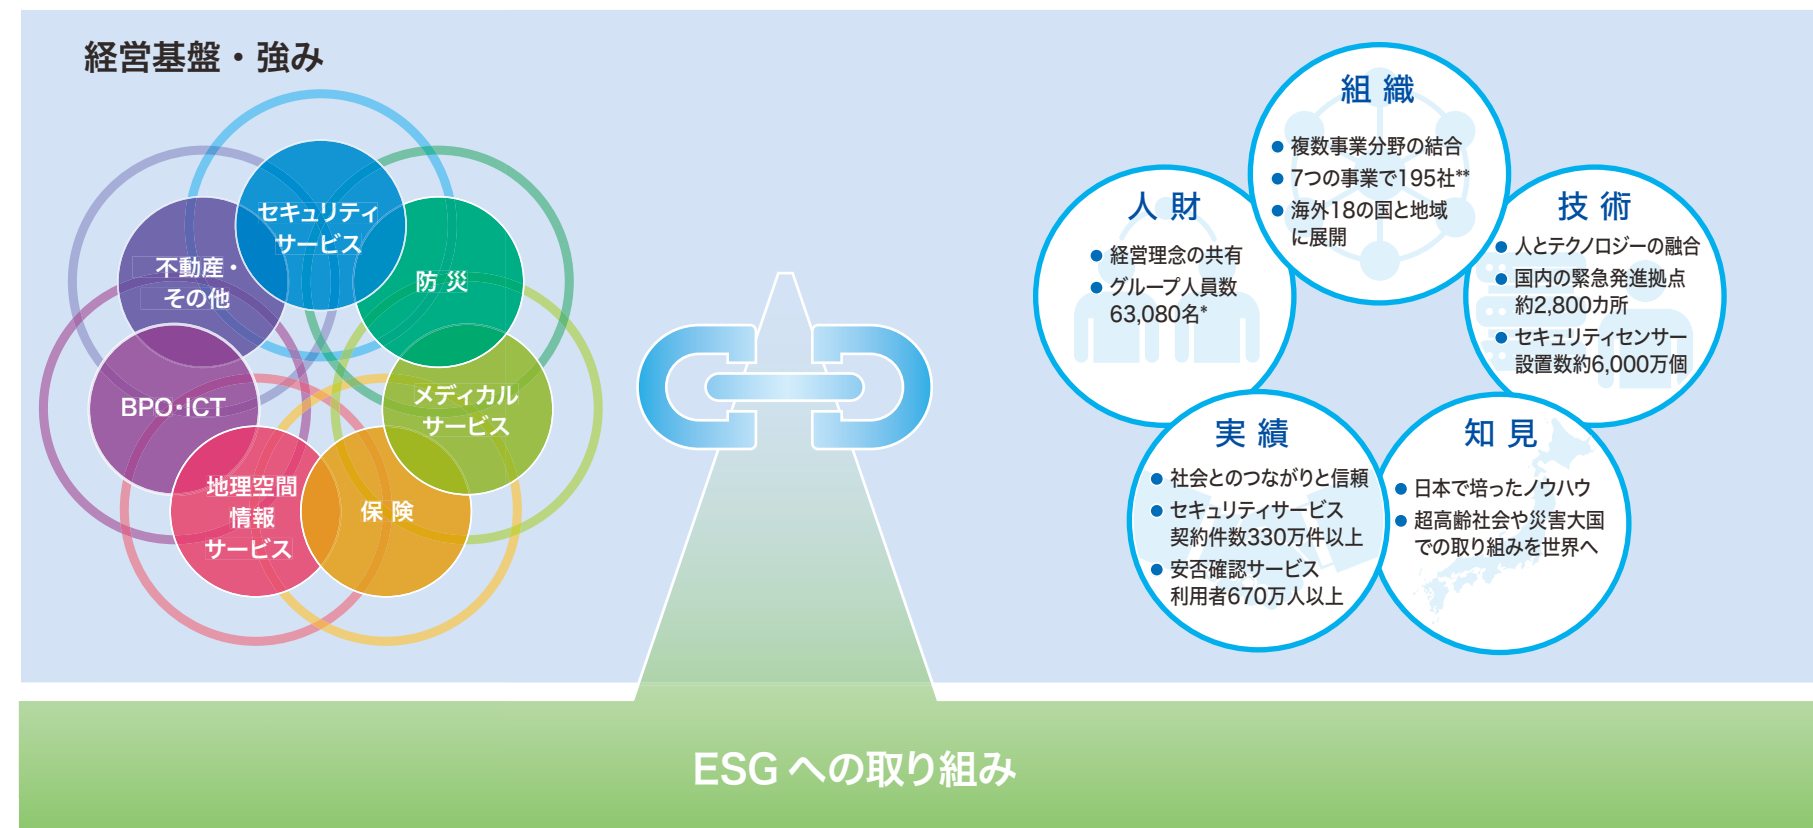 経営基盤・強み
セキュリティ
サービス
防 災
メディカル
サービス
保 険
地理空間
情報
サービス
BPO・ICT
不動産・
その他
組 織
● 複数事業分野の結合
● 7つの事業で195社**
● 海外18の国と地域
に展開
人 財
● 経営理念の共有
● グループ人員数
63,080名*
技 術
● 人とテクノロジーの融合
● 国内の緊急発進拠点
約2,800カ所
● セキュリティセンサー
設置数約6,000万個
実 績
● 社会とのつながりと信頼
● セキュリティサービス
契約件数330万件以上
● 安否確認サービス
利用者670万人以上
知 見
● 日本で培ったノウハウ
● 超高齢社会や災害大国
での取り組みを世界へ
ESG への取り組み